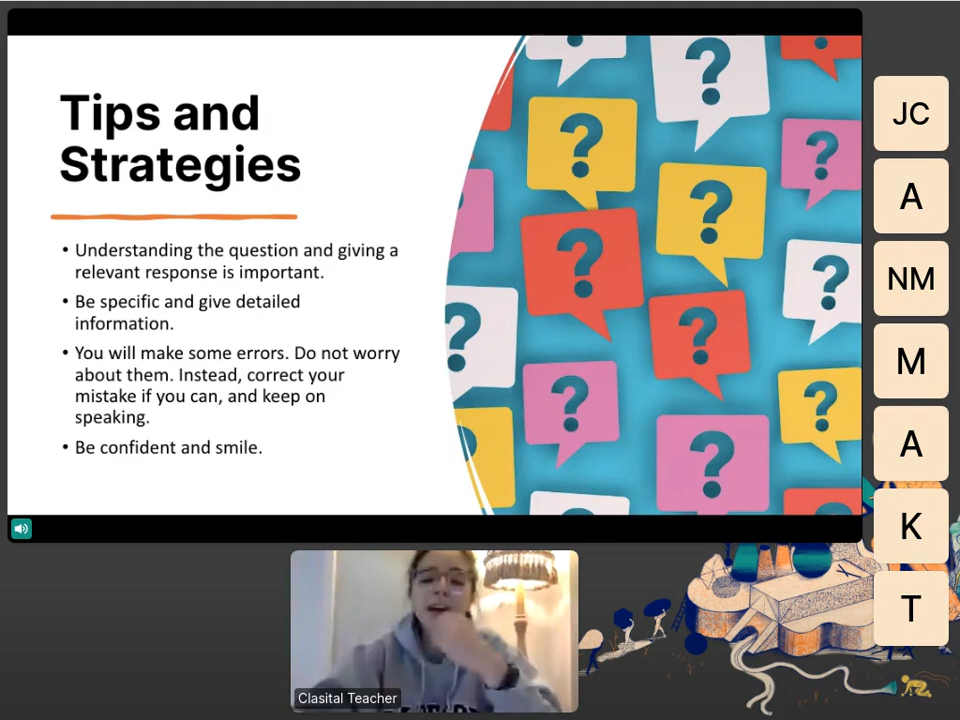 Tips and
Strategies
• Understanding the question and giving a
relevant response is important.
• Be specific and give detailed
information.
• You will make some errors. Do not worry
about them. Instead, correct your
mistake if you can, and keep on
speaking.
• Be confident and smile.
? ? ? ? ? ? ? ? ? ? ? ? ?
JC
A
NM
M
A
K
T
Clasital Teacher